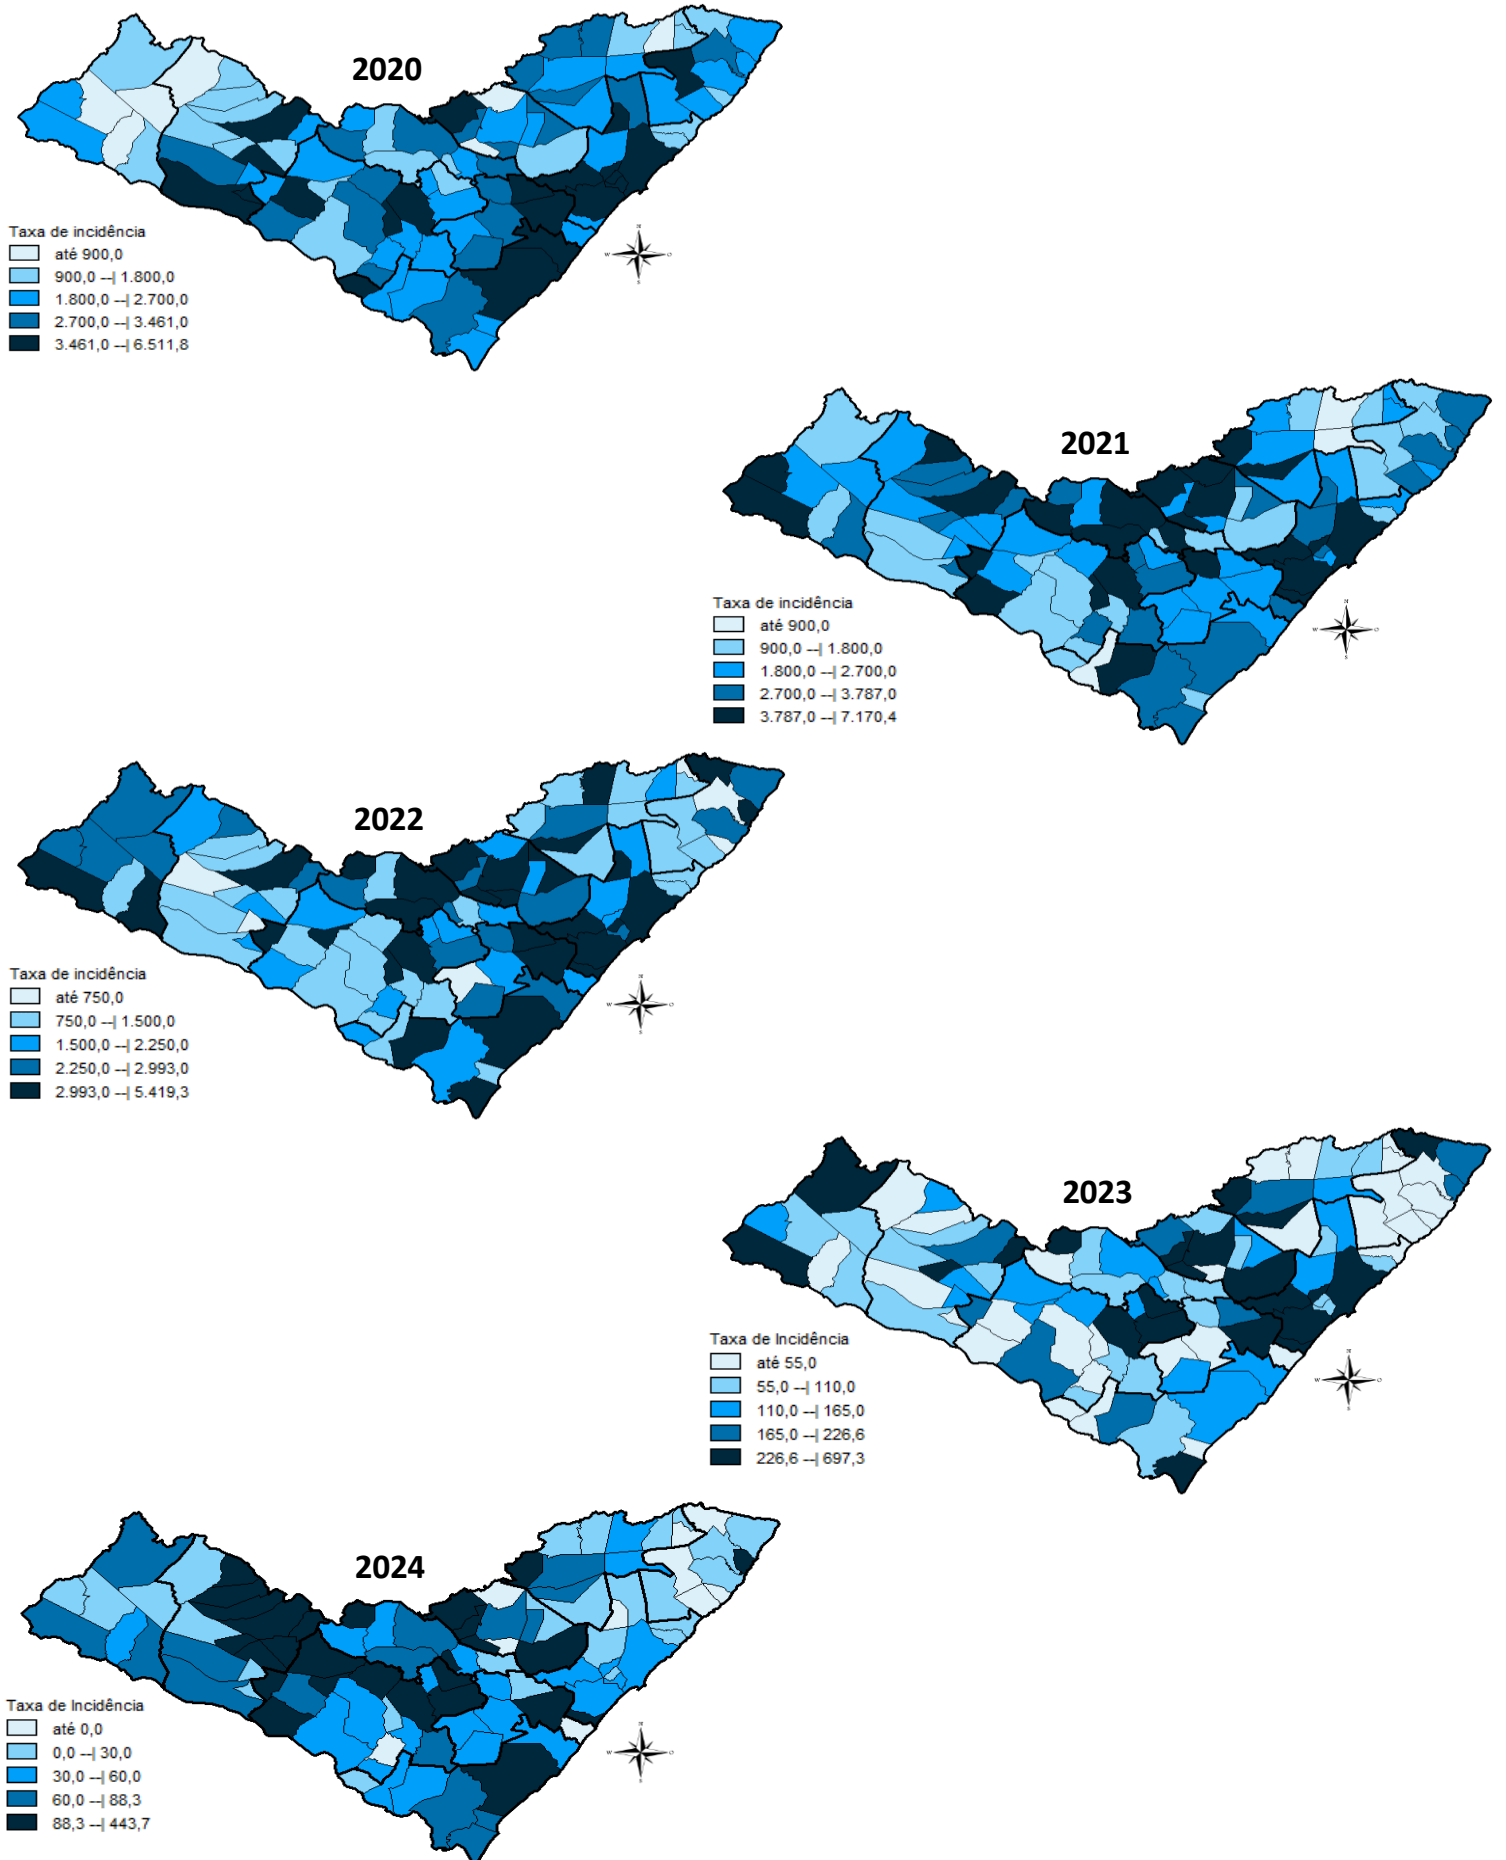 2020
Taxa de incidência
até 900,0
900,0 --| 1.800,0
1.800,0 --| 2.700,0
2.700,0 --| 3.461,0
3.461,0 --| 6.511,8
N
W
O
S
2021
Taxa de incidência
até 900,0
900,0 --| 1.800,0
1.800,0 --| 2.700,0
2.700,0 --| 3.787,0
3.787,0 --| 7.170,4
N
W
O
S
2022
Taxa de incidência
até 750,0
750,0 --| 1.500,0
1.500,0 --| 2.250,0
2.250,0 --| 2.993,0
2.993,0 --| 5.419,3
N
W
O
S
2023
Taxa de Incidência
até 55,0
55,0 --| 110,0
110,0 --| 165,0
165,0 --| 226,6
226,6 --| 697,3
N
W
O
S
2024
Taxa de Incidência
até 0,0
0,0 --| 30,0
30,0 --| 60,0
60,0 --| 88,3
88,3 --| 443,7
N
W
O
S